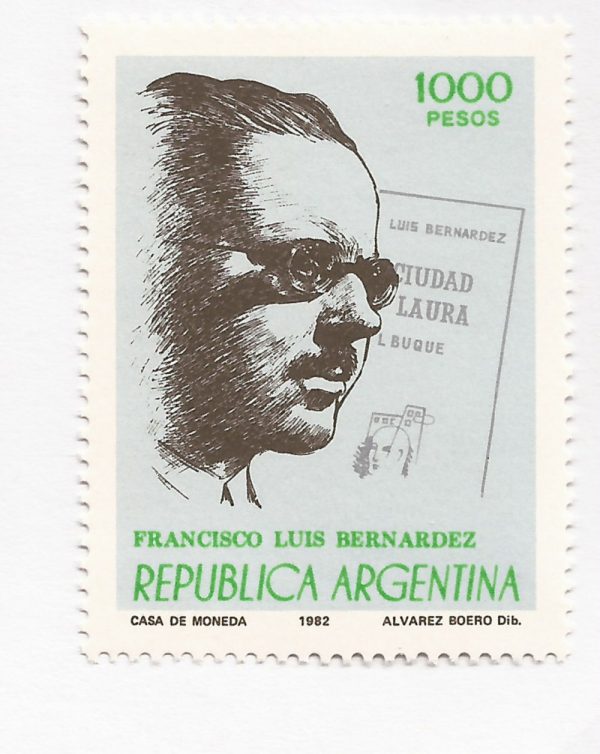 1000
PESOS
LUIS BERNARDEZ
CIUDAD
LAURA
L BUQUE
FRANCISCO LUIS BERNARDEZ
REPUBLICA ARGENTINA
CASA DE MONEDA 1982 ALVAREZ BOERO Dib.